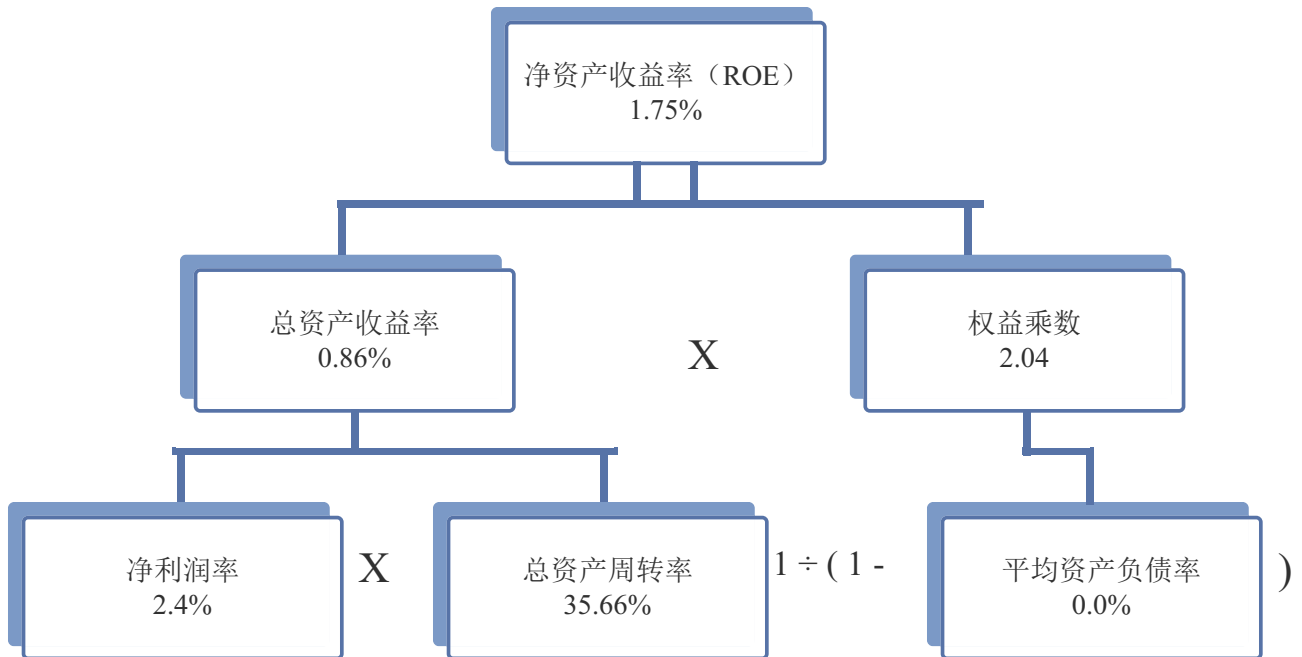 净资产收益率（ROE）
1.75%
总资产收益率
0.86%
X
权益乘数
2.04
净利润率
2.4%
X
总资产周转率
35.66%
1 ÷ ( 1 -
平均资产负债率
0.0%
)